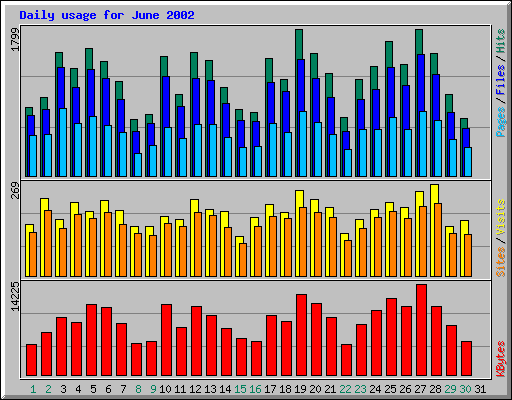 Daily usage for June 2002
1799
Pages / Files / Hits
269
Sites / Visits
14225
KBytes
1 2 3 4 5 6 7 8 9 10 11 12 13 14 15 16 17 18 19 20 21 22 23 24 25 26 27 28 29 30 31